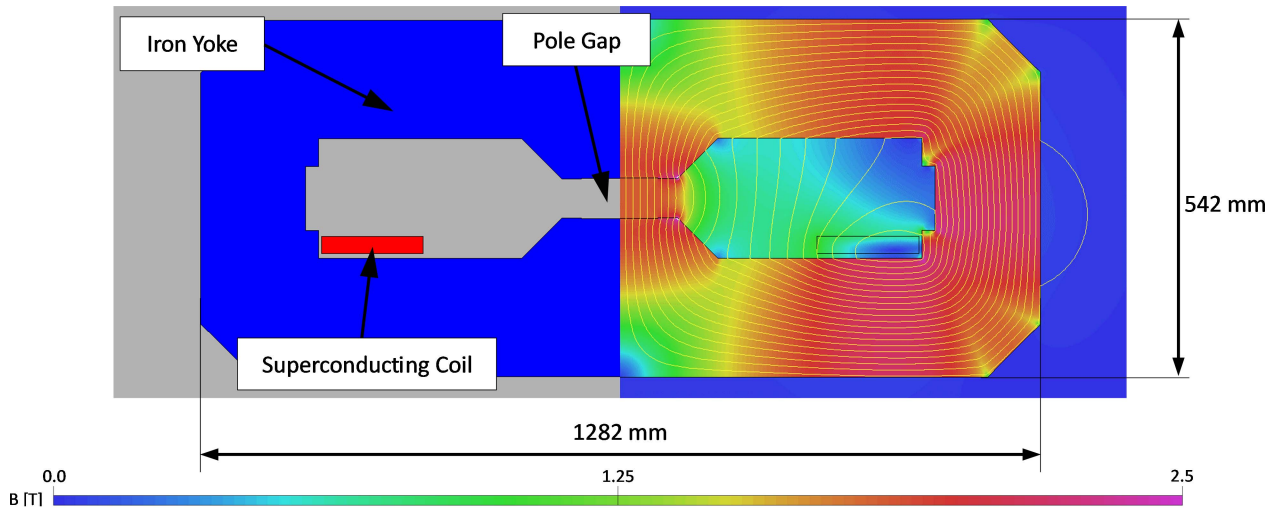 Iron Yoke
Pole Gap
542 mm
Superconducting Coil
1282 mm
0.0
1.25
2.5
B [T]